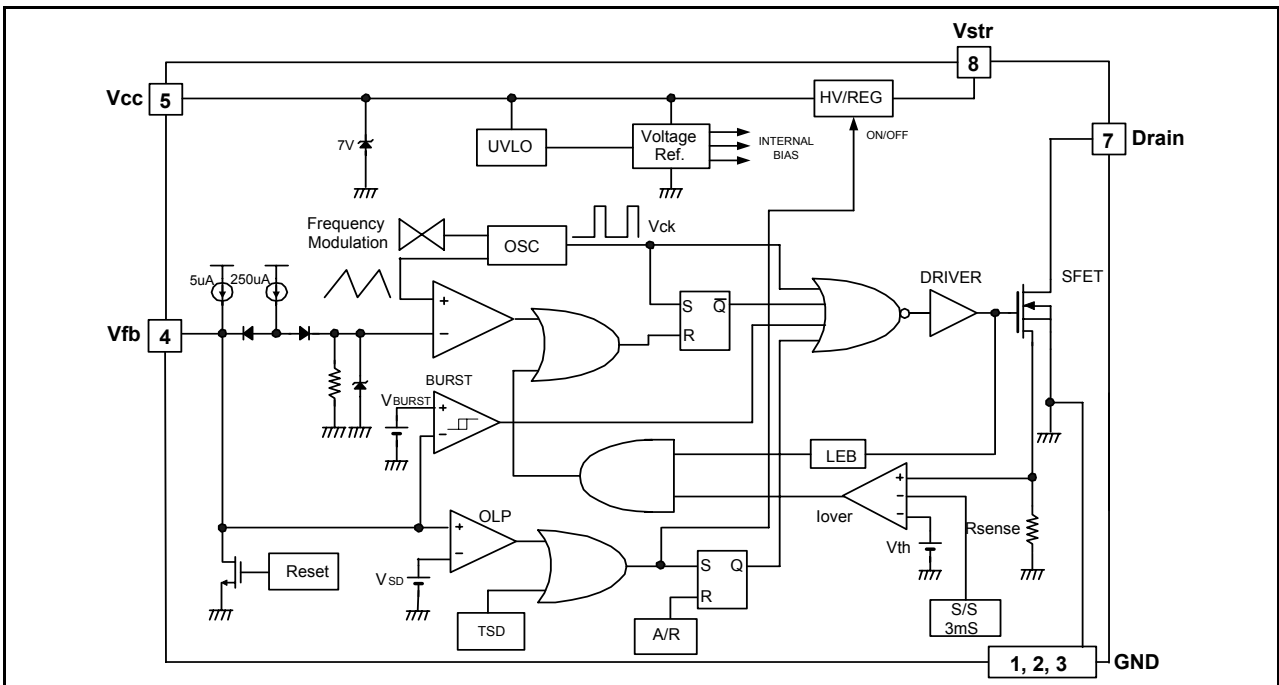 Vstr
8
Vcc
5
HV/REG
7V
UVLO
Voltage
Ref.
INTERNAL
BIAS
ON/OFF
7
Drain
Frequency
Modulation
OSC
Vck
5uA
250uA
DRIVER
SFET
+
S
Q
R
Vfb
4
−
BURST
VBURST
+
−
LEB
Iover
+
−
−
Rsense
Vth
OLP
+
−
VSD
Reset
S
Q
R
TSD
A/R
S/S
3mS
1, 2, 3
GND